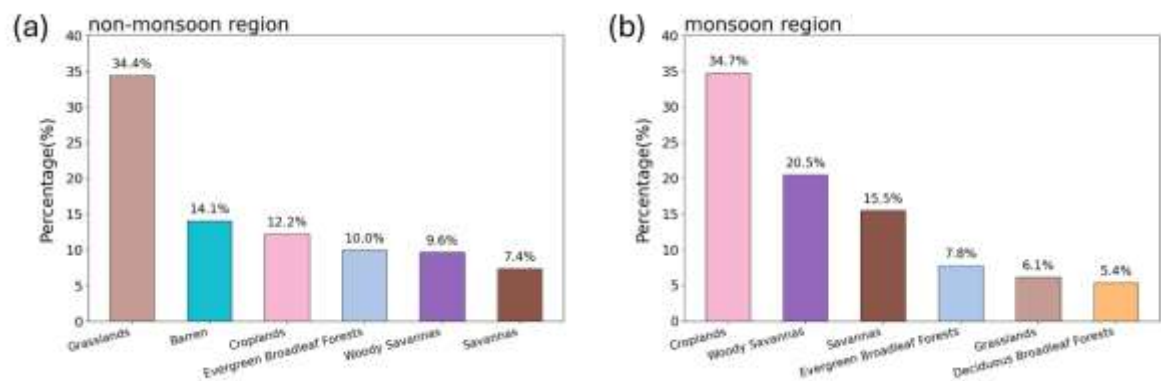 (a) non-monsoon region
Percentage(%)
40
35
30
25
20
15
10
5
0
34.4%
14.1%
12.2%
10.0%
9.6%
7.4%
Grasslands
Barren
Croplands
Evergreen Broadleaf Forests
Woody Savannas
Savannas
(b) monsoon region
Percentage(%)
40
35
30
25
20
15
10
5
0
34.7%
20.5%
15.5%
7.8%
6.1%
5.4%
Croplands
Woody Savannas
Savannas
Evergreen Broadleaf Forests
Grasslands
Deciduous Broadleaf Forests